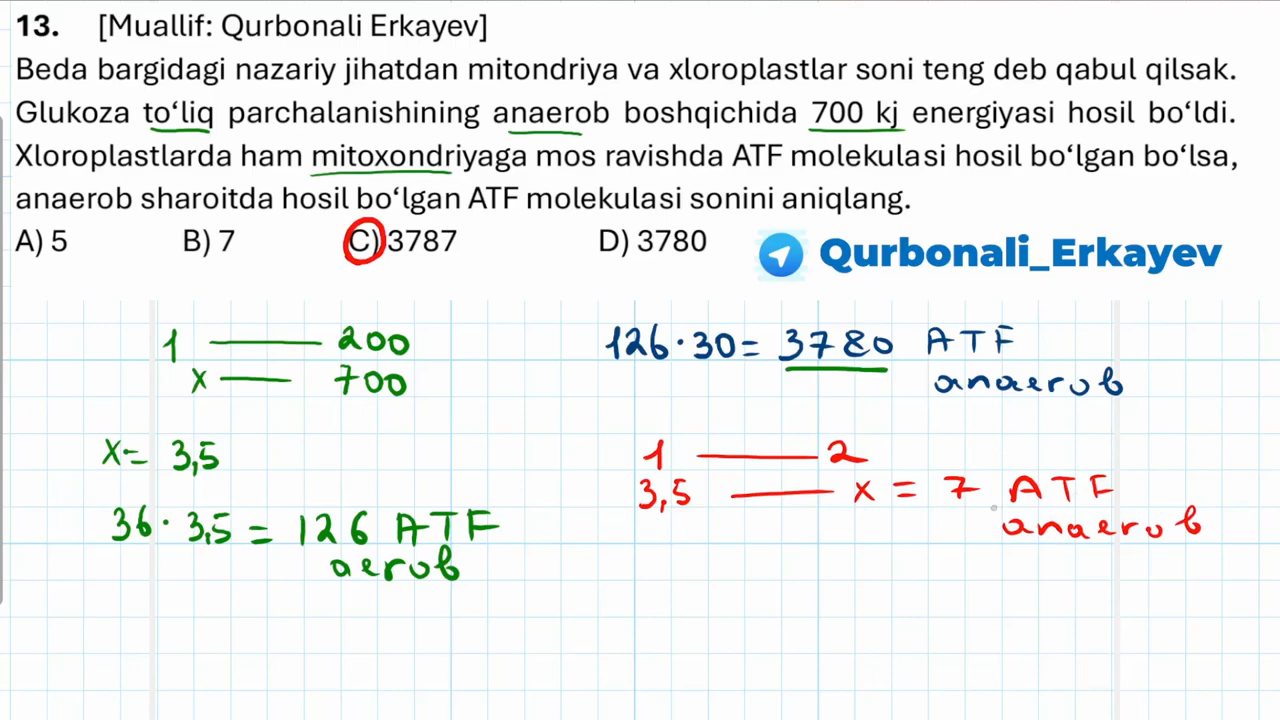 13. [Muallif: Qurbonali Erkayev]
Beda bargidagi nazariy jihatdan mitondriya va xloroplastlar soni teng deb qabul qilsak.
Glukoza to‘liq parchalanishining anaerob boshqichida 700 kj energiyasi hosil bo‘ldi.
Xloroplastlarda ham mitoxondriyaga mos ravishda ATF molekulasi hosil bo‘lgan bo‘lsa,
anaerob sharoitda hosil bo‘lgan ATF molekulasi sonini aniqlang.
A) 5 B) 7 C) 3787 D) 3780
Qurbonali_Erkayev
1 —— 200
x —— 700
x = 3,5
36 · 3,5 = 126 ATF
aerob
126 · 30 = 3780 ATF
anaerob
1 —— 2
3,5 —— x = 7 ATF
anaerob